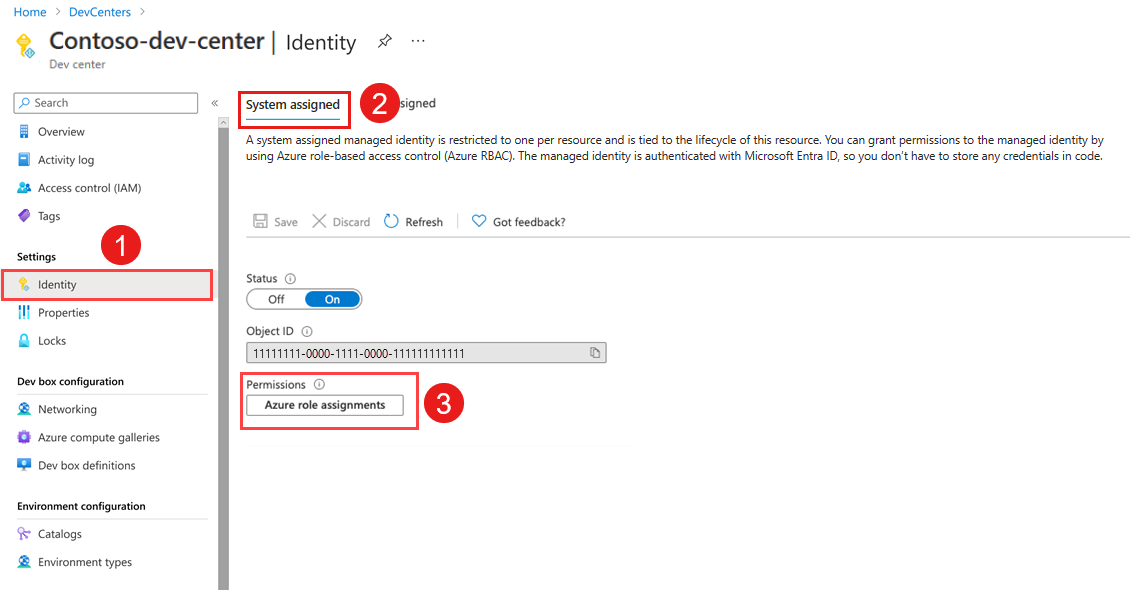 Home > DevCenters >
Contoso-dev-center | Identity ...
Dev center
Search «
Overview
Activity log
Access control (IAM)
Tags
1
Settings
Identity
Properties
Locks
Dev box configuration
Networking
Azure compute galleries
Dev box definitions
Environment configuration
Catalogs
Environment types
System assigned 2 signed
A system assigned managed identity is restricted to one per resource and is tied to the lifecycle of this resource. You can grant permissions to the managed identity by
using Azure role-based access control (Azure RBAC). The managed identity is authenticated with Microsoft Entra ID, so you don't have to store any credentials in code.
Save Discard Refresh Got feedback?
Status
Off On
Object ID
11111111-0000-1111-0000-111111111111
Permissions
Azure role assignments 3